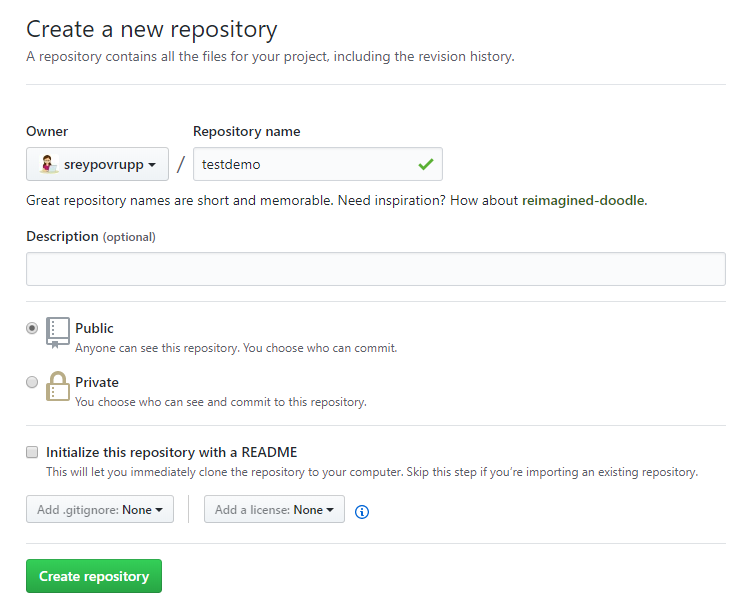 Create a new repository
A repository contains all the files for your project, including the revision history.
Owner Repository name
sreypovrupp / testdemo
Great repository names are short and memorable. Need inspiration? How about reimagined-doodle.
Description (optional)
Public
Anyone can see this repository. You choose who can commit.
Private
You choose who can see and commit to this repository.
Initialize this repository with a README
This will let you immediately clone the repository to your computer. Skip this step if you’re importing an existing repository.
Add .gitignore: None Add a license: None
Create repository